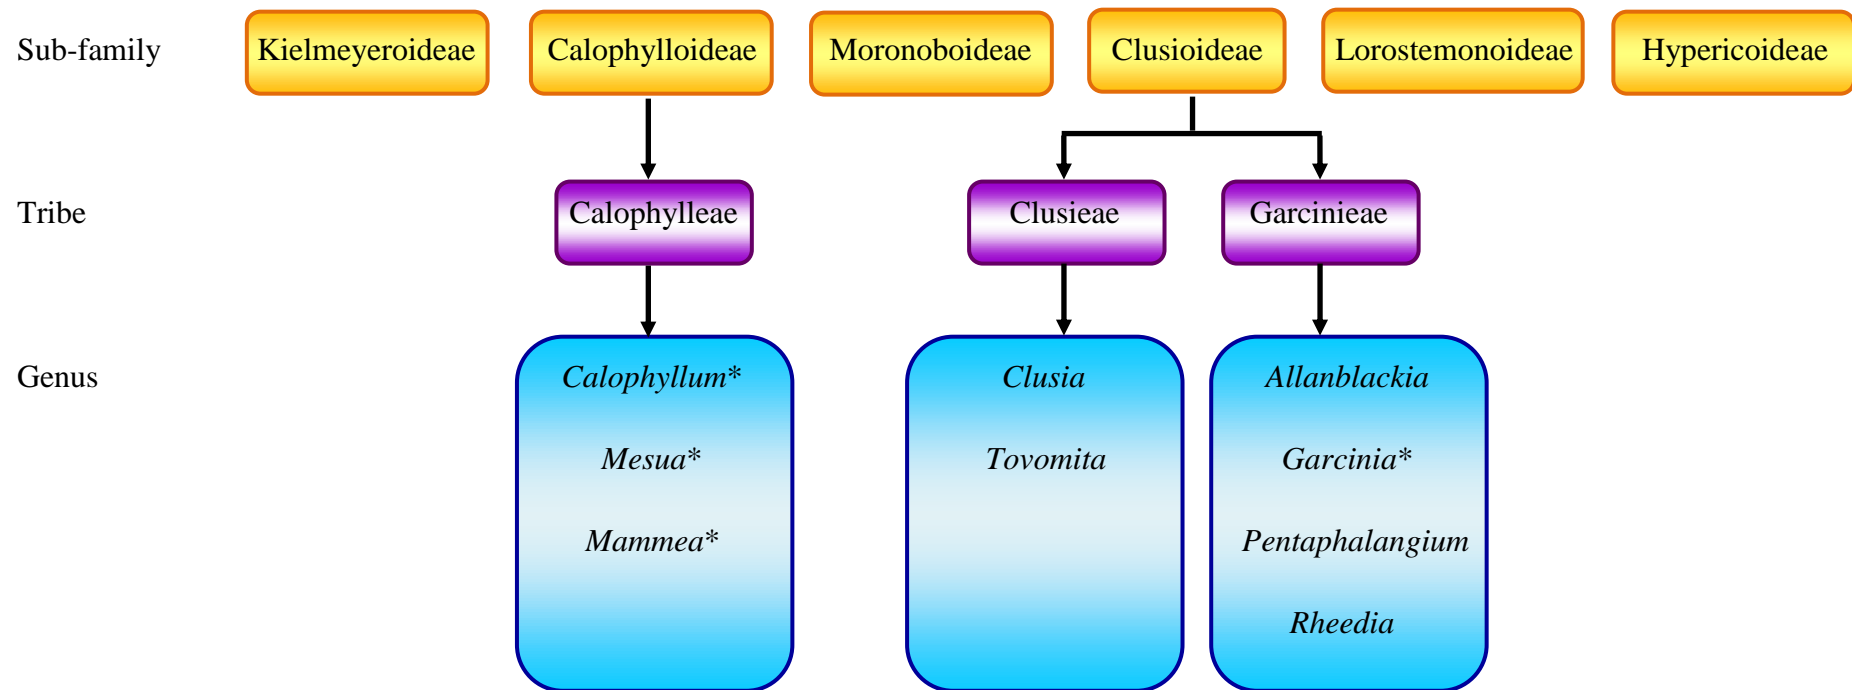 Sub-family Kielmeyeroideae Calophylloideae Moronoboideae Clusioideae Lorostemonoideae Hypericoideae
Tribe Calophylleae Clusieae Garcinieae
Genus Calophyllum* Clusia Allanblackia
Mesua* Tovomita Garcinia*
Mammea* Pentaphalangium
Rheedia